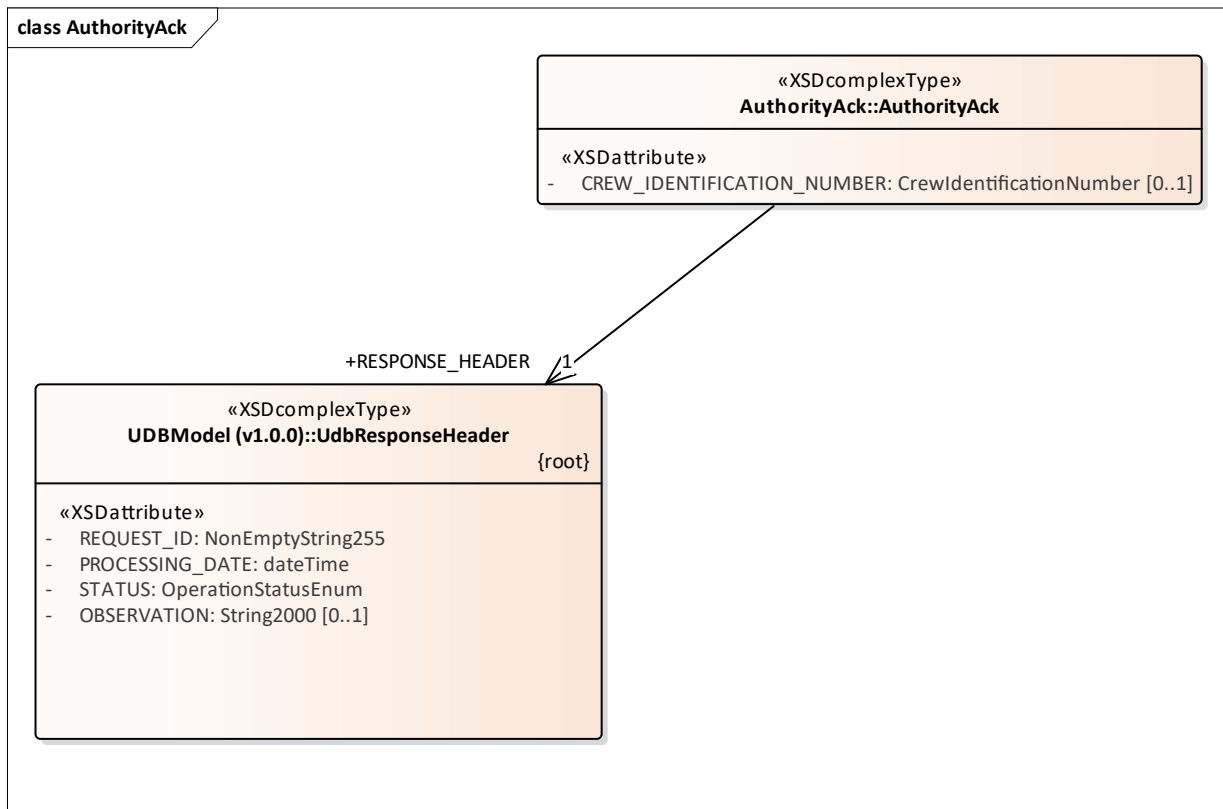 class AuthorityAck
«XSDcomplexType»
AuthorityAck::AuthorityAck
«XSDattribute»
- CREW_IDENTIFICATION_NUMBER: CrewIdentificationNumber [0..1]
+RESPONSE_HEADER 1
«XSDcomplexType»
UDBModel (v1.0.0)::UdbResponseHeader
{root}
«XSDattribute»
- REQUEST_ID: NonEmptyString255
- PROCESSING_DATE: dateTime
- STATUS: OperationStatusEnum
- OBSERVATION: String2000 [0..1]